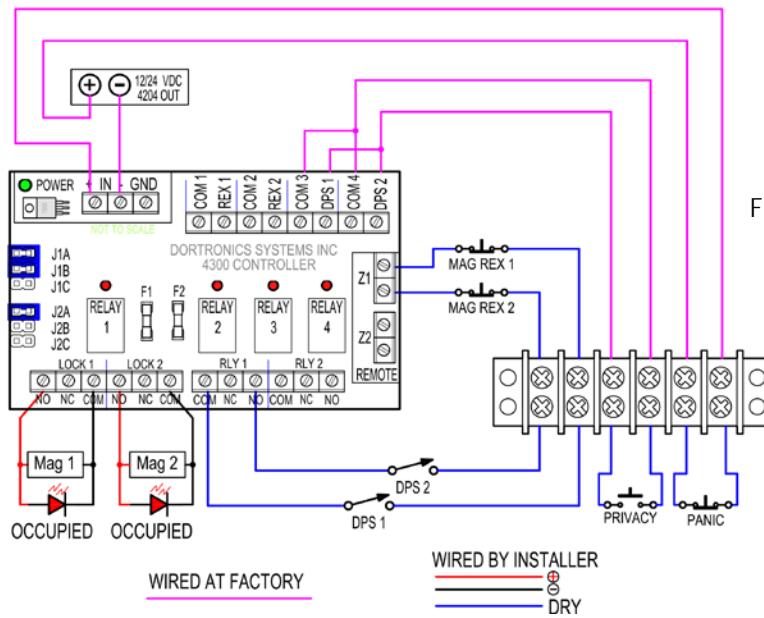 12/24 VDC
4204 OUT
POWER
+ IN - GND
NOT TO SCALE
COM 1
REX 1
COM 2
REX 2
COM 3
DPS 1
COM 4
DPS 2
F
DORTRONICS SYSTEMS INC
4300 CONTROLLER
J1A
J1B
J1C
J2A
J2B
J2C
RELAY
1
F1
F2
RELAY
2
RELAY
3
RELAY
4
Z1
Z2
REMOTE
MAG REX 1
MAG REX 2
LOCK 1
LOCK 2
RLY 1
RLY 2
NO NC COM NO NC COM
COM NC NO COM NC NO
Mag 1
Mag 2
OCCUPIED
OCCUPIED
DPS 2
DPS 1
PRIVACY
PANIC
WIRED AT FACTORY
WIRED BY INSTALLER
+
-
DRY